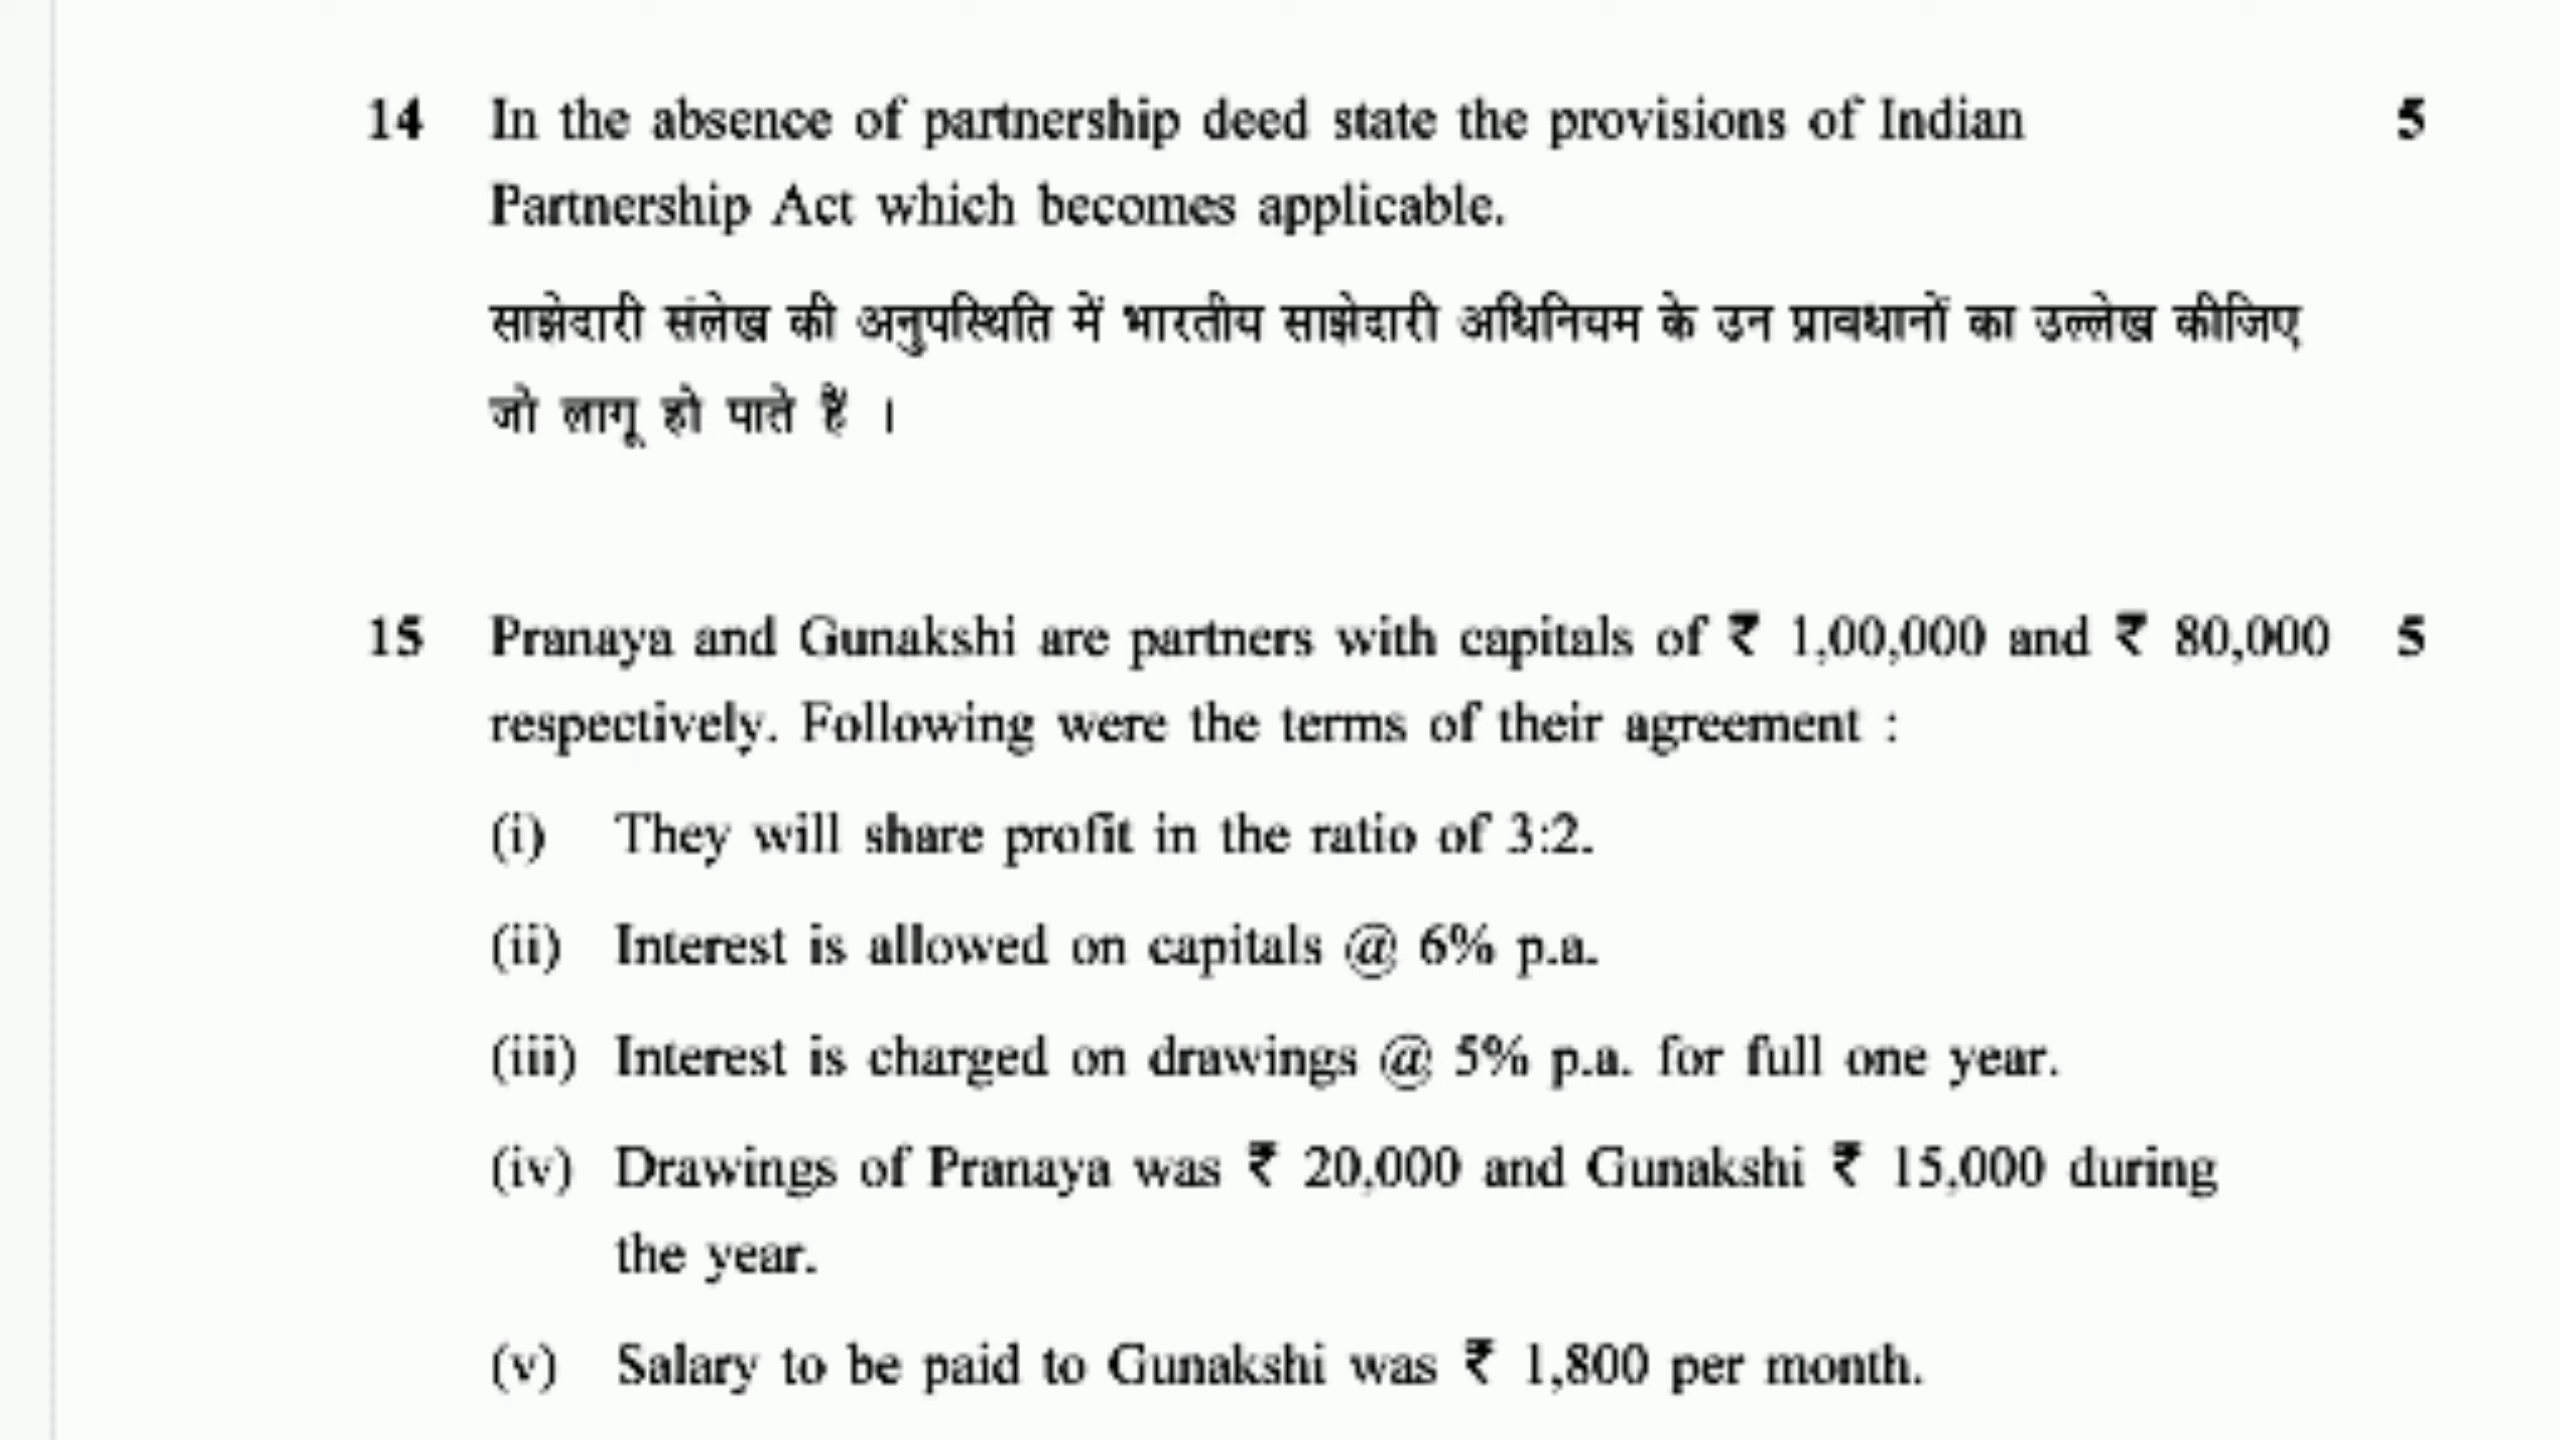 14 In the absence of partnership deed state the provisions of Indian 5
Partnership Act which becomes applicable.
साझेदारी संलेख की अनुपस्थिति में भारतीय साझेदारी अधिनियम के उन प्रावधानों का उल्लेख कीजिए
जो लागू हो पाते हैं ।
15 Pranaya and Gunakshi are partners with capitals of ₹ 1,00,000 and ₹ 80,000 5
respectively. Following were the terms of their agreement :
(i) They will share profit in the ratio of 3:2.
(ii) Interest is allowed on capitals @ 6% p.a.
(iii) Interest is charged on drawings @ 5% p.a. for full one year.
(iv) Drawings of Pranaya was ₹ 20,000 and Gunakshi ₹ 15,000 during
the year.
(v) Salary to be paid to Gunakshi was ₹ 1,800 per month.